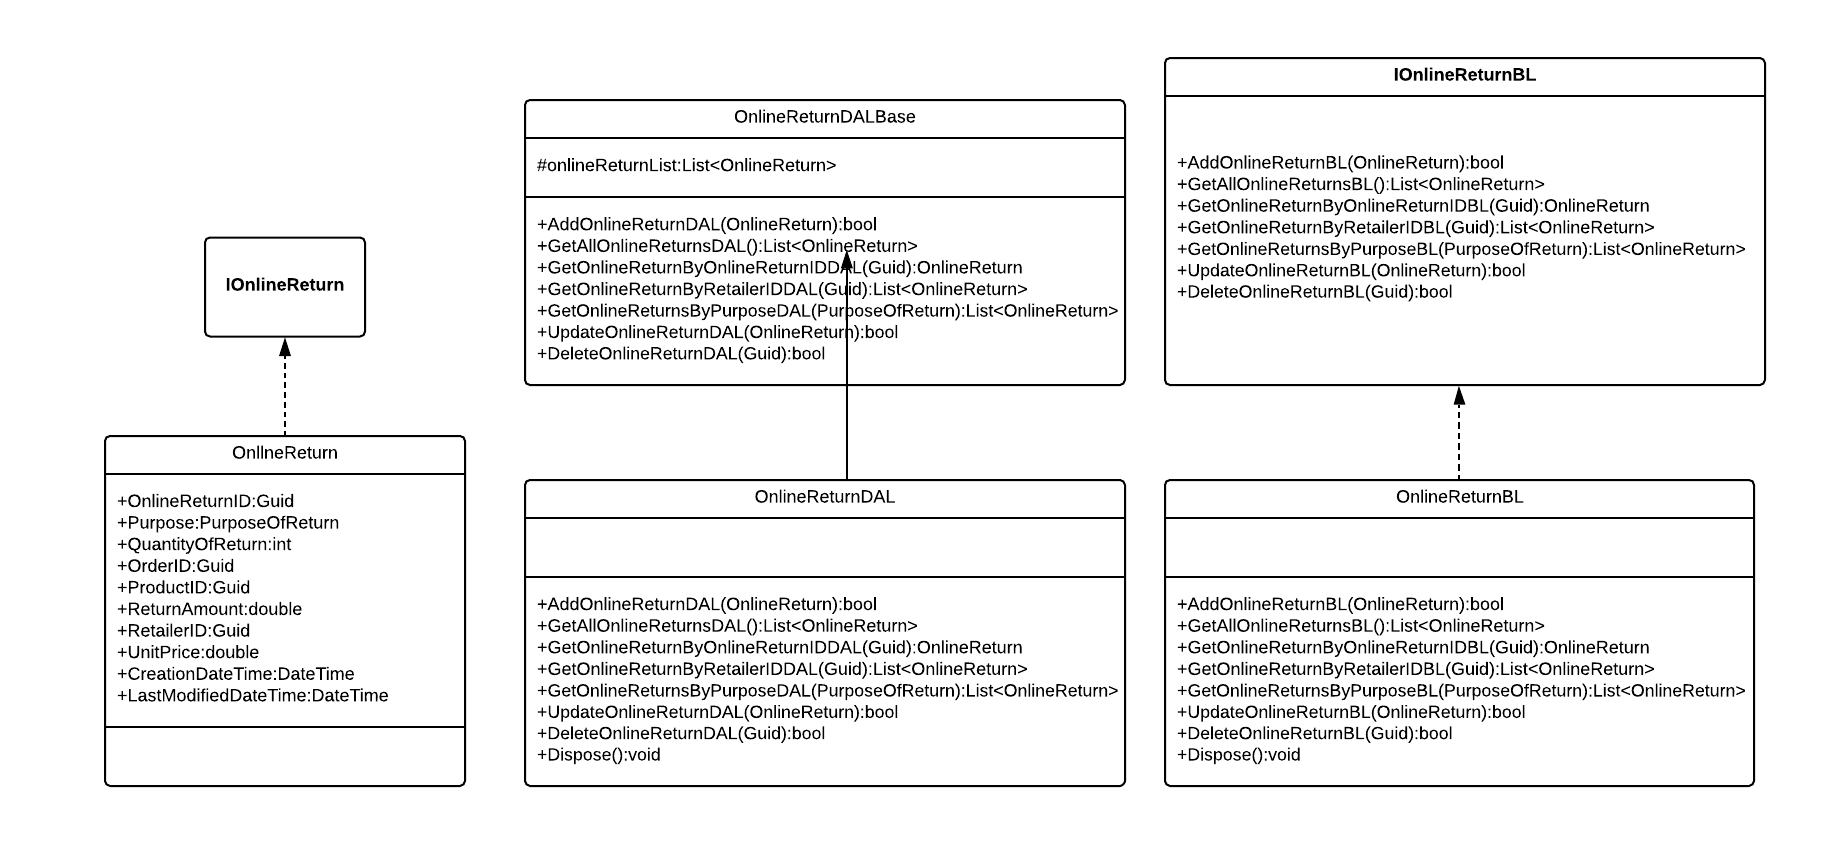 IOnlineReturn
OnlIneReturn
+OnlineReturnID:Guid
+Purpose:PurposeOfReturn
+QuantityOfReturn:int
+OrderID:Guid
+ProductID:Guid
+ReturnAmount:double
+RetailerID:Guid
+UnitPrice:double
+CreationDateTime:DateTime
+LastModifiedDateTime:DateTime
OnlineReturnDALBase
#onlineReturnList:List<OnlineReturn>
+AddOnlineReturnDAL(OnlineReturn):bool
+GetAllOnlineReturnsDAL():List<OnlineReturn>
+GetOnlineReturnByOnlineReturnIDDAL(Guid):OnlineReturn
+GetOnlineReturnByRetailerIDDAL(Guid):List<OnlineReturn>
+GetOnlineReturnsByPurposeDAL(PurposeOfReturn):List<OnlineReturn>
+UpdateOnlineReturnDAL(OnlineReturn):bool
+DeleteOnlineReturnDAL(Guid):bool
OnlineReturnDAL
+AddOnlineReturnDAL(OnlineReturn):bool
+GetAllOnlineReturnsDAL():List<OnlineReturn>
+GetOnlineReturnByOnlineReturnIDDAL(Guid):OnlineReturn
+GetOnlineReturnByRetailerIDDAL(Guid):List<OnlineReturn>
+GetOnlineReturnsByPurposeDAL(PurposeOfReturn):List<OnlineReturn>
+UpdateOnlineReturnDAL(OnlineReturn):bool
+DeleteOnlineReturnDAL(Guid):bool
+Dispose():void
IOnlineReturnBL
+AddOnlineReturnBL(OnlineReturn):bool
+GetAllOnlineReturnsBL():List<OnlineReturn>
+GetOnlineReturnByOnlineReturnIDBL(Guid):OnlineReturn
+GetOnlineReturnByRetailerIDBL(Guid):List<OnlineReturn>
+GetOnlineReturnsByPurposeBL(PurposeOfReturn):List<OnlineReturn>
+UpdateOnlineReturnBL(OnlineReturn):bool
+DeleteOnlineReturnBL(Guid):bool
OnlineReturnBL
+AddOnlineReturnBL(OnlineReturn):bool
+GetAllOnlineReturnsBL():List<OnlineReturn>
+GetOnlineReturnByOnlineReturnIDBL(Guid):OnlineReturn
+GetOnlineReturnByRetailerIDBL(Guid):List<OnlineReturn>
+GetOnlineReturnsByPurposeBL(PurposeOfReturn):List<OnlineReturn>
+UpdateOnlineReturnBL(OnlineReturn):bool
+DeleteOnlineReturnBL(Guid):bool
+Dispose():void